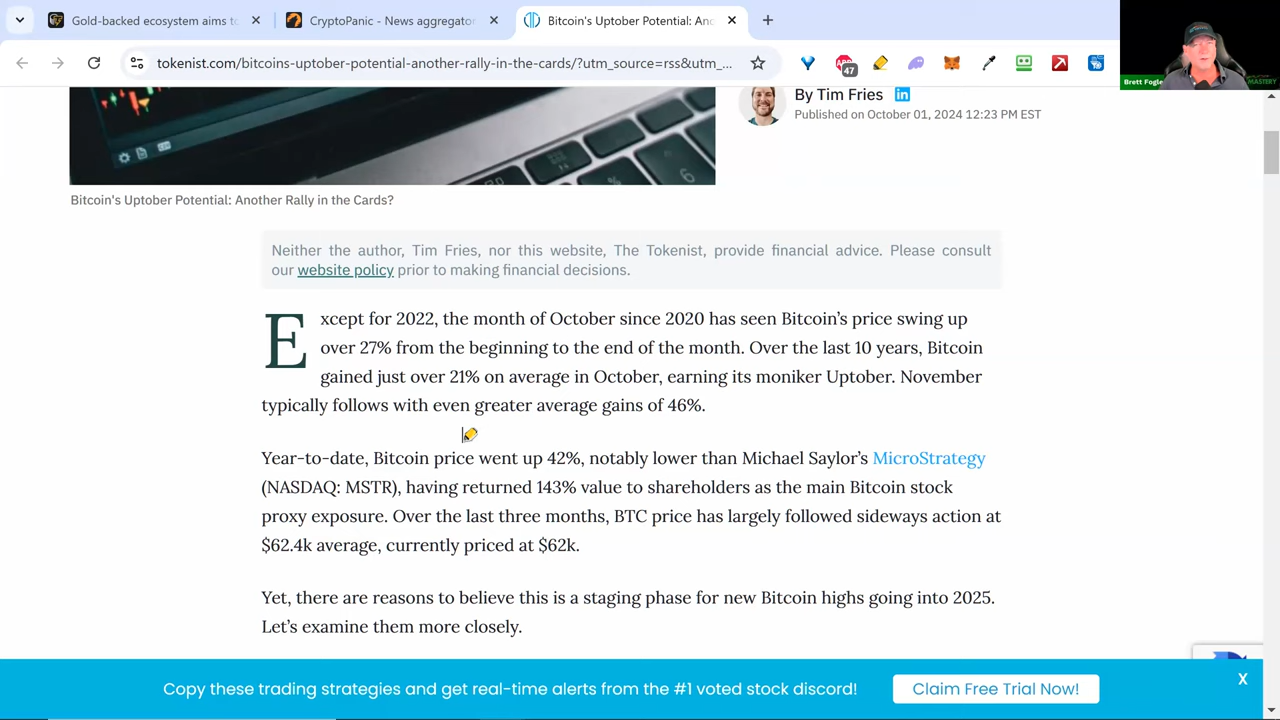 Gold-backed ecosystem aims to
CryptoPanic - News aggregator
Bitcoin's Uptober Potential: Ano
tokenist.com/bitcoins-uptober-potential-another-rally-in-the-cards/?utm_source=rss&utm_...
47
Brett Fogle
MASTERY
By Tim Fries
Published on October 01, 2024 12:23 PM EST
Bitcoin's Uptober Potential: Another Rally in the Cards?
Neither the author, Tim Fries, nor this website, The Tokenist, provide financial advice. Please consult
our website policy prior to making financial decisions.
Except for 2022, the month of October since 2020 has seen Bitcoin’s price swing up
over 27% from the beginning to the end of the month. Over the last 10 years, Bitcoin
gained just over 21% on average in October, earning its moniker Uptober. November
typically follows with even greater average gains of 46%.
Year-to-date, Bitcoin price went up 42%, notably lower than Michael Saylor’s MicroStrategy
(NASDAQ: MSTR), having returned 143% value to shareholders as the main Bitcoin stock
proxy exposure. Over the last three months, BTC price has largely followed sideways action at
$62.4k average, currently priced at $62k.
Yet, there are reasons to believe this is a staging phase for new Bitcoin highs going into 2025.
Let’s examine them more closely.
Copy these trading strategies and get real-time alerts from the #1 voted stock discord!
Claim Free Trial Now!
X